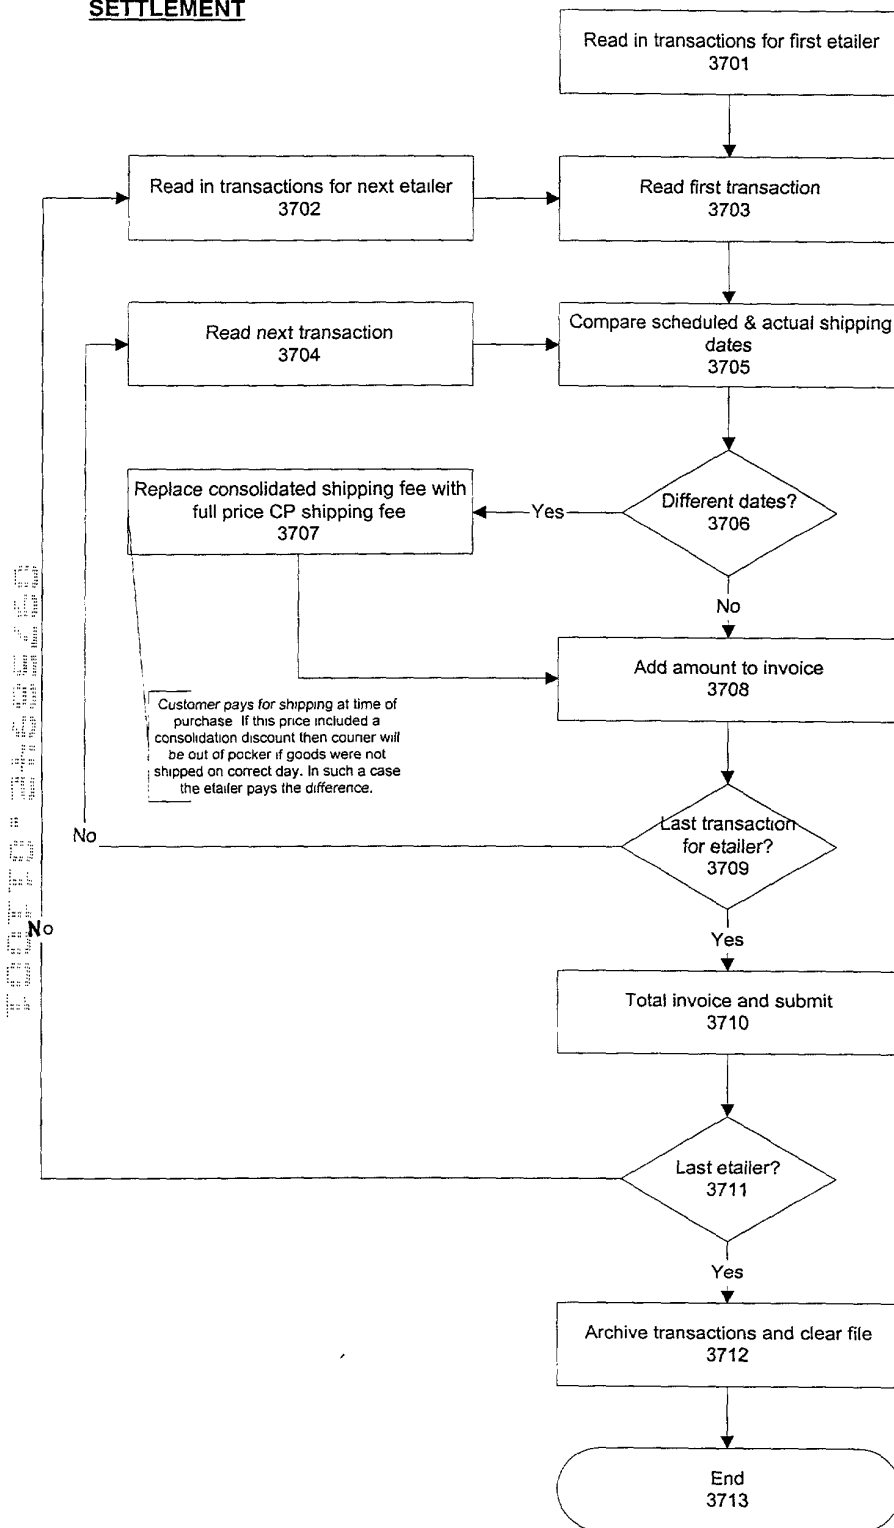 SETTLEMENT
Read in transactions for first etailer
3701
Read in transactions for next etailer
3702
Read first transaction
3703
Read next transaction
3704
Compare scheduled & actual shipping
dates
3705
Replace consolidated shipping fee with
full price CP shipping fee
3707
Yes
Different dates?
3706
No
Add amount to invoice
3708
Customer pays for shipping at time of
purchase If this price included a
consolidation discount then courier will
be out of pocker if goods were not
shipped on correct day. In such a case
the etailer pays the difference.
No
Last transaction
for etailer?
3709
No
Yes
Total invoice and submit
3710
Last etailer?
3711
Yes
Archive transactions and clear file
3712
End
3713